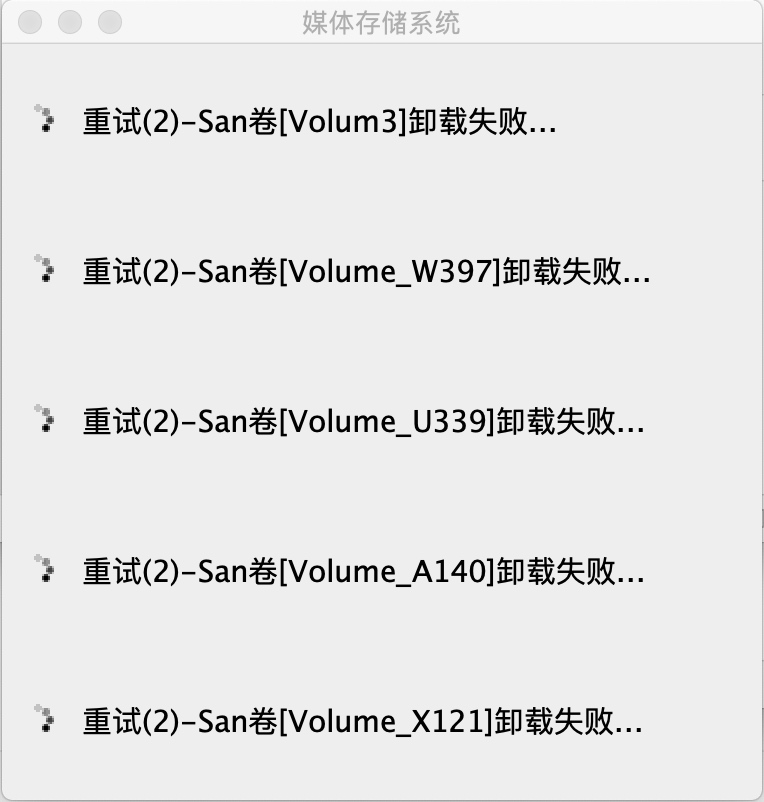 媒体存储系统
重试(2)-San卷[Volum3]卸载失败...
重试(2)-San卷[Volume_W397]卸载失败...
重试(2)-San卷[Volume_U339]卸载失败...
重试(2)-San卷[Volume_A140]卸载失败...
重试(2)-San卷[Volume_X121]卸载失败...